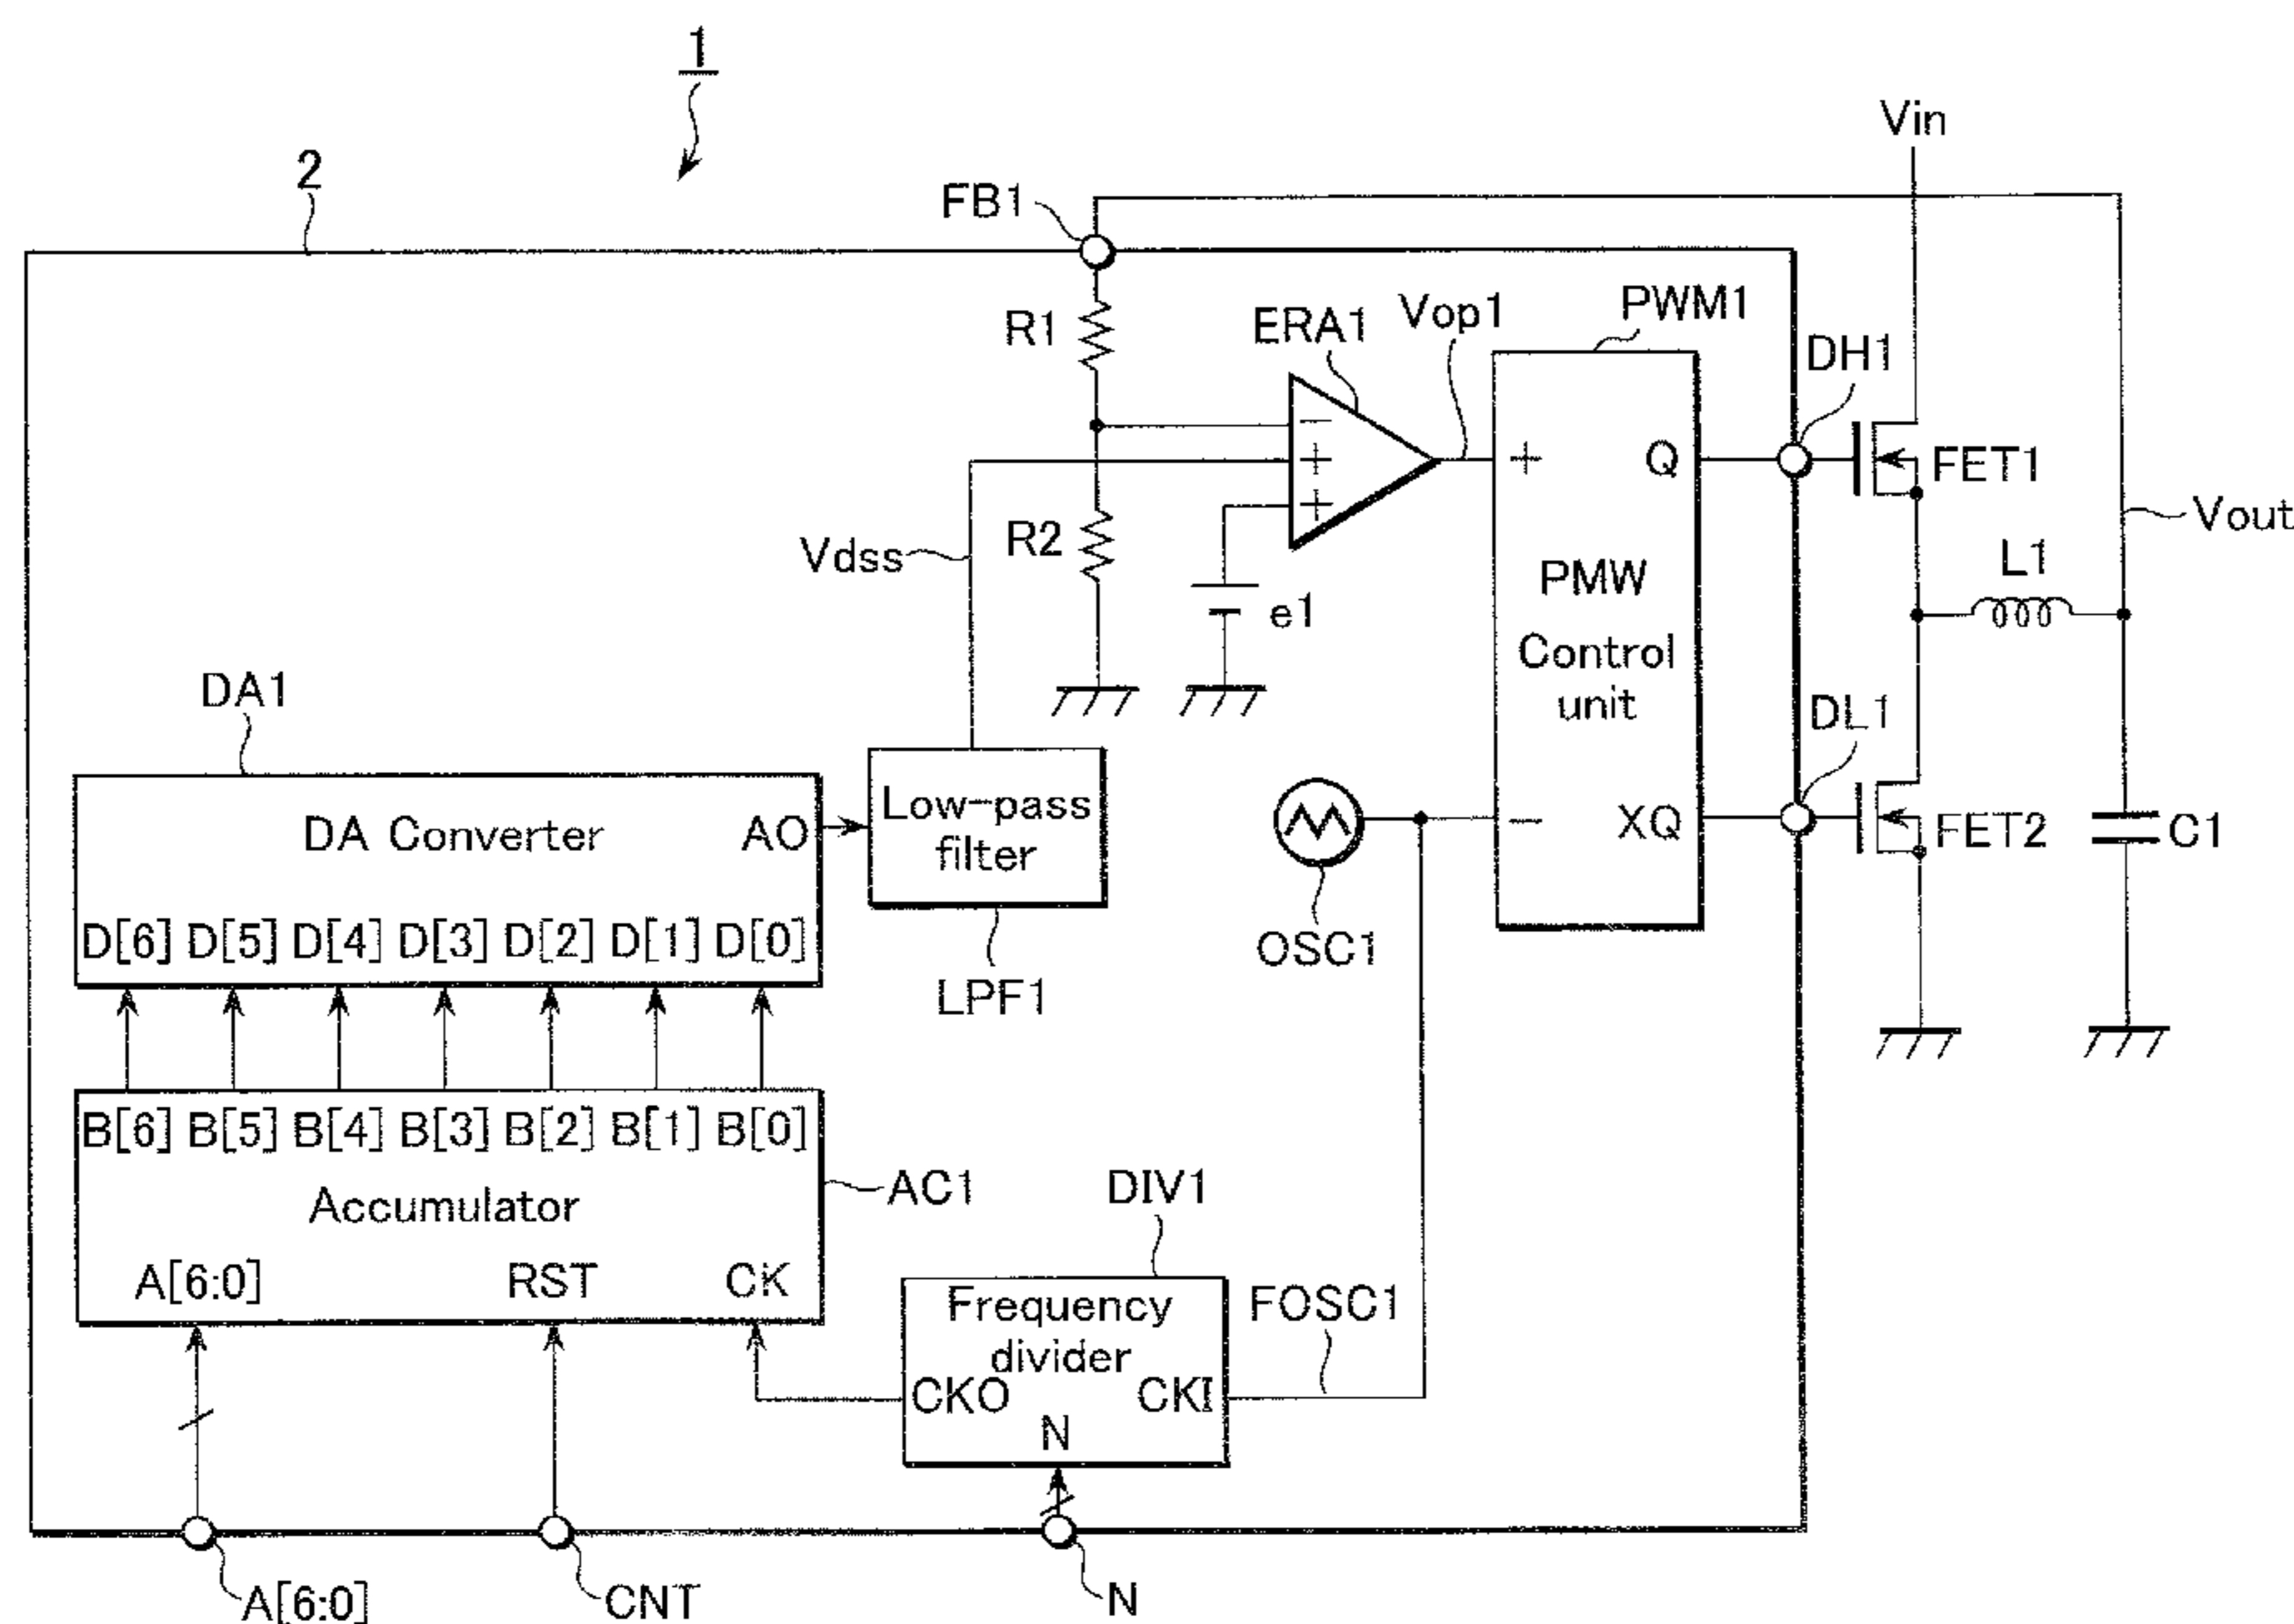 1
Vin
2
FB1
R1
ERA1
Vop1
PWM1
DH1
+
Q
FET1
−
+
+
Vdss
R2
e1
PMW
Control
unit
L1
Vout
DA1
DL1
DA Converter
AO
Low-pass
filter
−
XQ
FET2
C1
D[6] D[5] D[4] D[3] D[2] D[1] D[0]
OSC1
LPF1
B[6] B[5] B[4] B[3] B[2] B[1] B[0]
Accumulator
AC1
DIV1
A[6:0]
RST
CK
Frequency
divider
FOSC1
CKO
CKI
N
A[6:0]
CNT
N